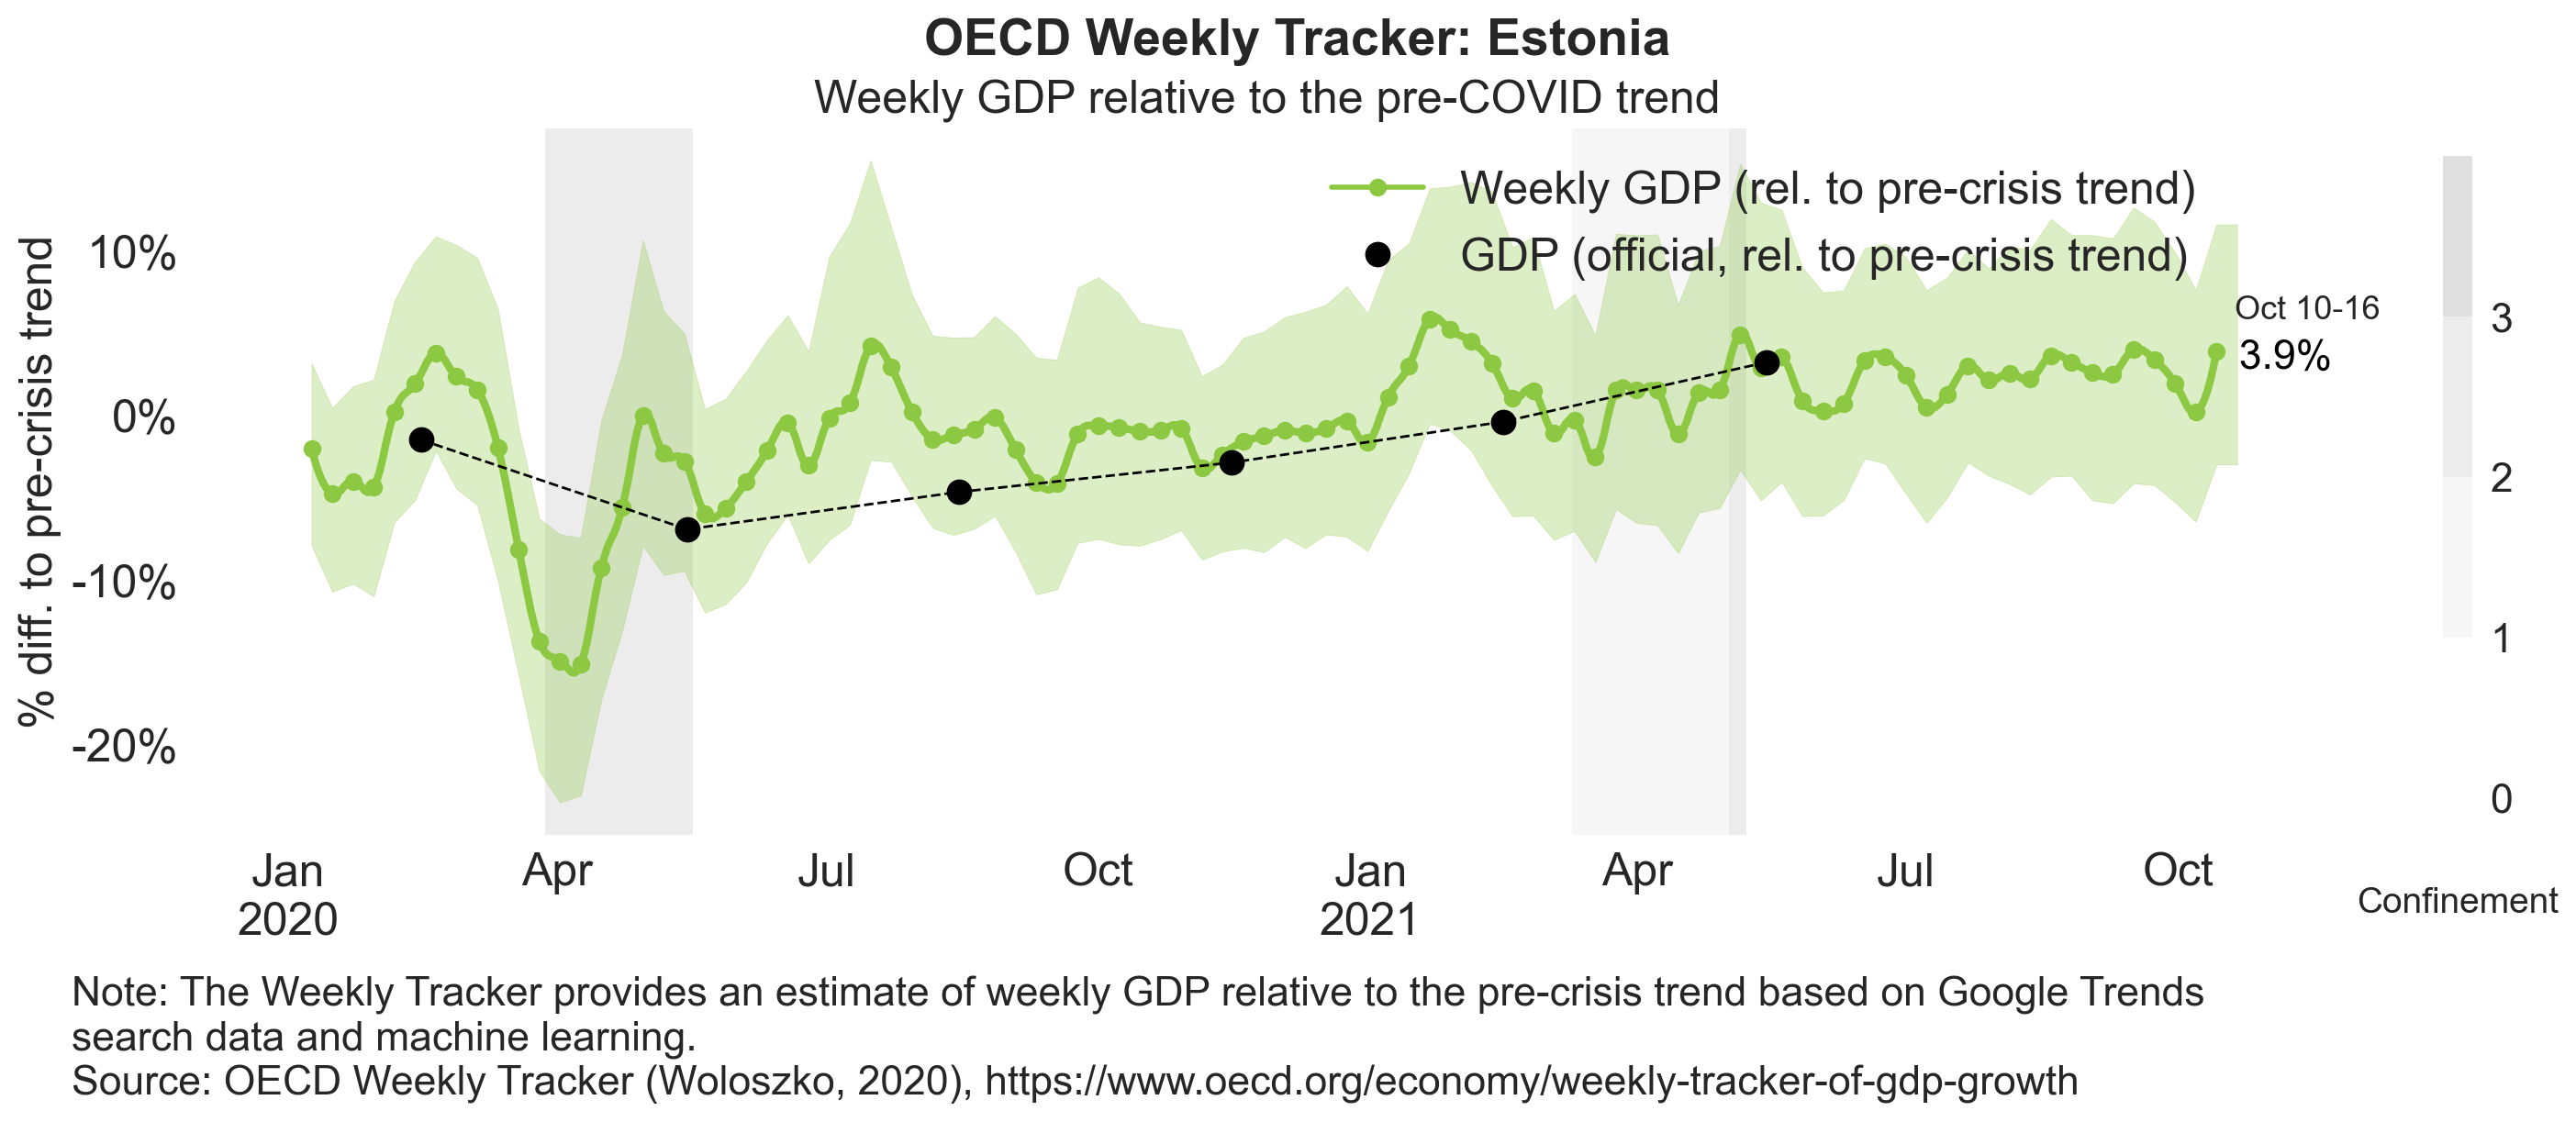 OECD Weekly Tracker: Estonia
Weekly GDP relative to the pre-COVID trend
% diff. to pre-crisis trend
10%
0%
-10%
-20%
Weekly GDP (rel. to pre-crisis trend)
GDP (official, rel. to pre-crisis trend)
Oct 10-16
3.9%
3
2
1
0
Confinement
Jan Apr Jul Oct Jan Apr Jul Oct
2020 2021
Note: The Weekly Tracker provides an estimate of weekly GDP relative to the pre-crisis trend based on Google Trends
search data and machine learning.
Source: OECD Weekly Tracker (Woloszko, 2020), https://www.oecd.org/economy/weekly-tracker-of-gdp-growth